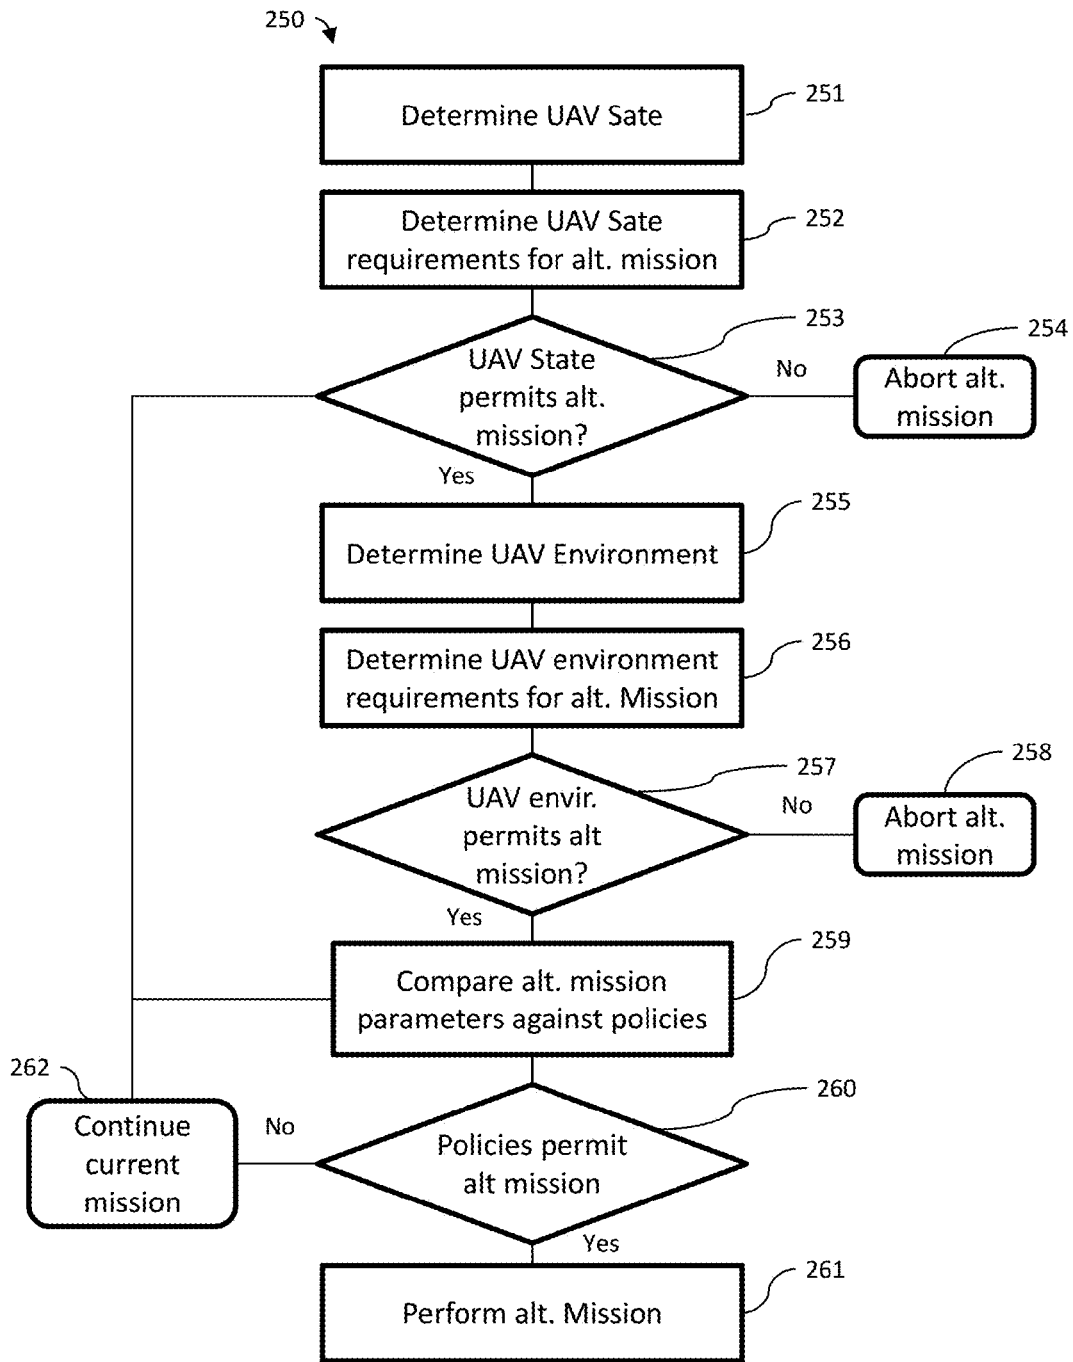 250
Determine UAV Sate
251
Determine UAV Sate
requirements for alt. mission
252
UAV State
permits alt.
mission?
253
No
Abort alt.
mission
254
Yes
Determine UAV Environment
255
Determine UAV environment
requirements for alt. Mission
256
UAV envir.
permits alt
mission?
257
No
Abort alt.
mission
258
Yes
Compare alt. mission
parameters against policies
259
Policies permit
alt mission
260
No
Continue
current
mission
262
Yes
Perform alt. Mission
261